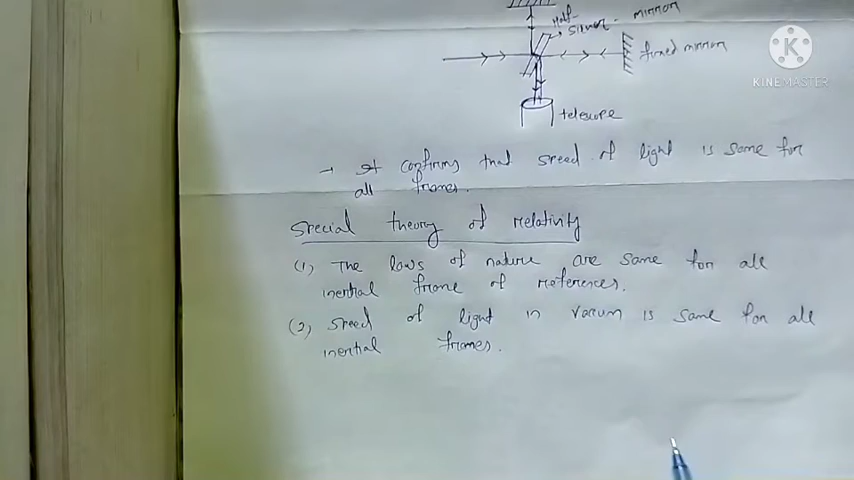 Half-
Silver. mirror
fixed mirror
K
KINEMASTER
telescope
→ It confirms that speed of light is same for
all frames.
Special theory of relativity
(1) The laws of nature are same for all
inertial frame of references.
(2) Speed of light in vacuum is same for all
inertial frames.